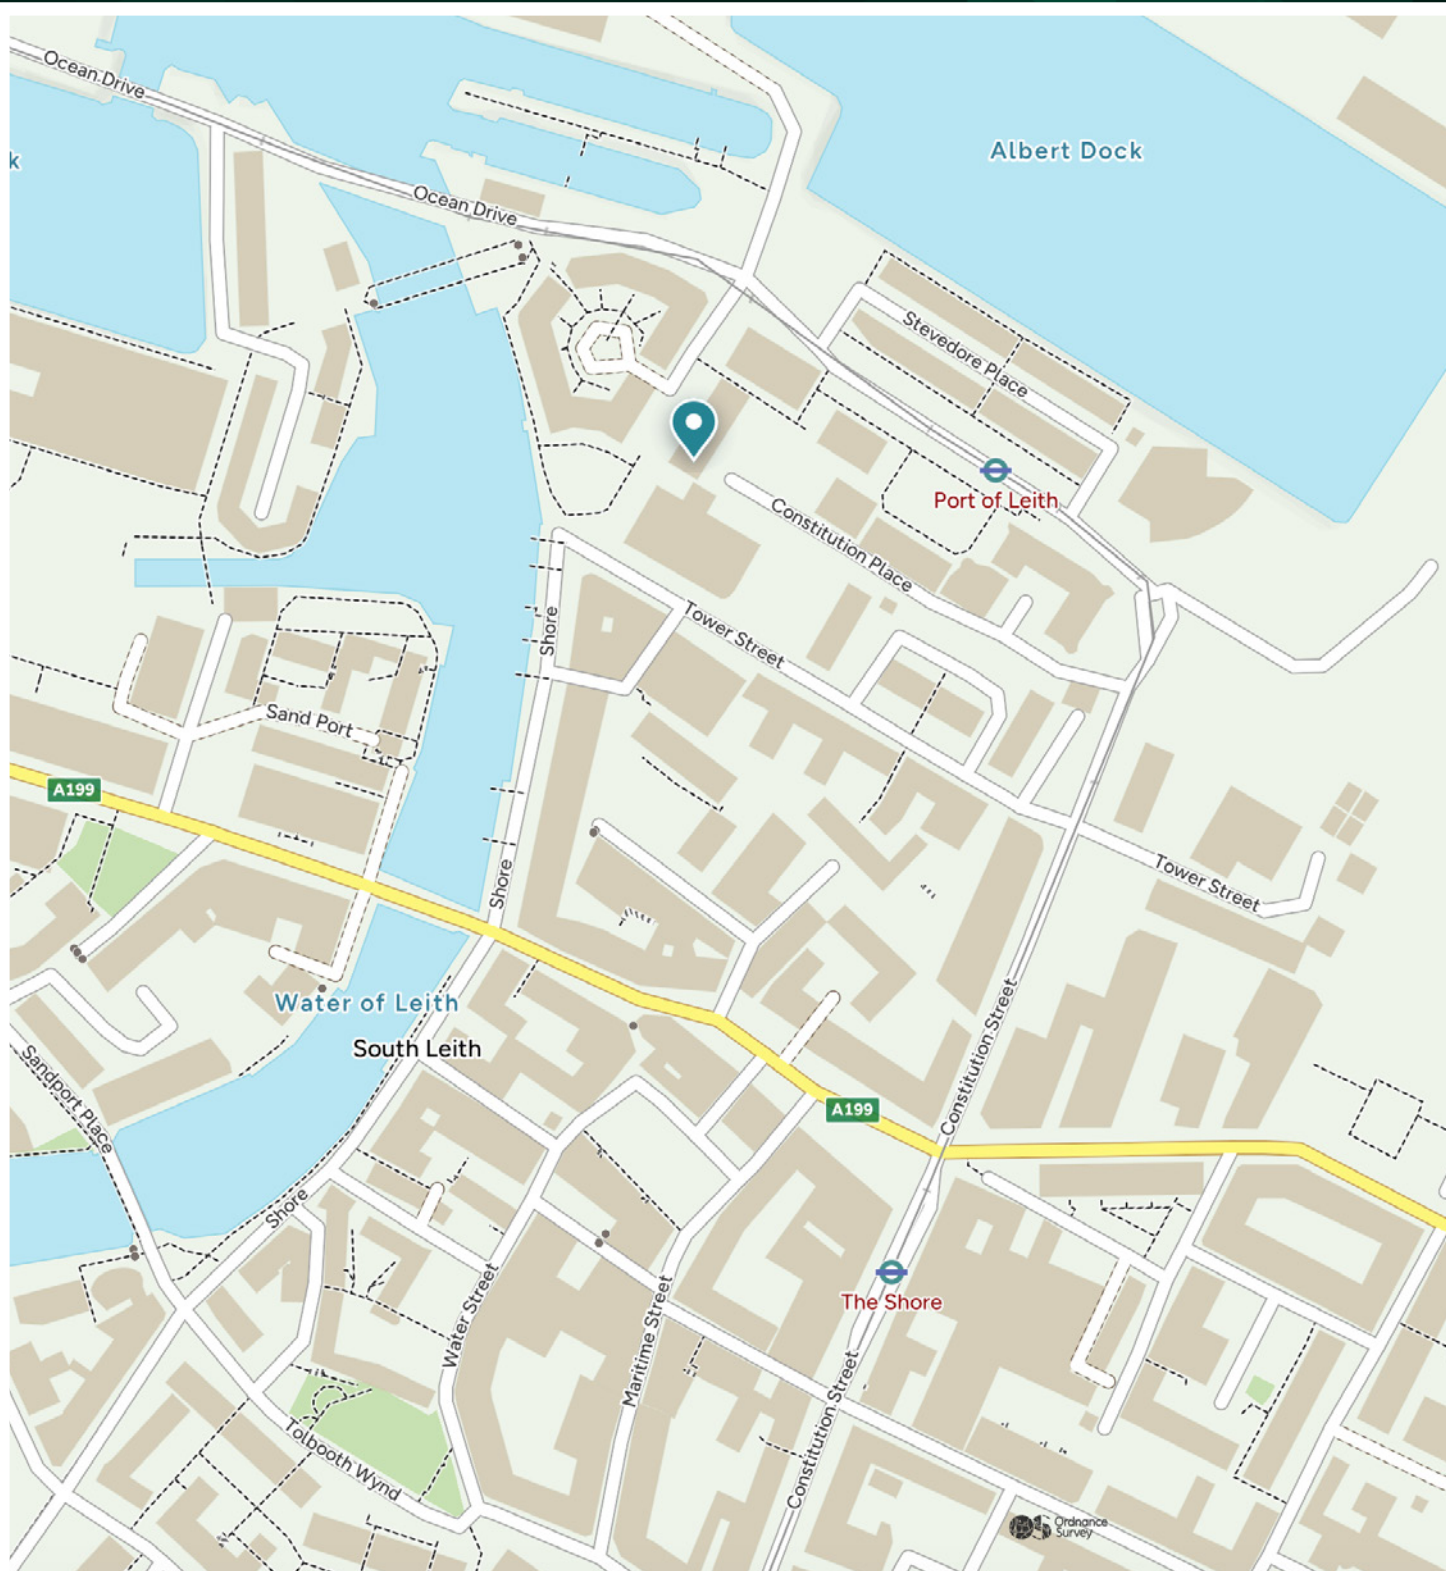 Ocean Drive
Albert Dock
k
Ocean Drive
Stevedore Place
Port of Leith
Constitution Place
Shore
Tower Street
Sand Port
A199
Shore
Tower Street
Water of Leith
South Leith
Constitution Street
Sandport Place
A199
Shore
The Shore
Water Street
Maritime Street
Constitution Street
Tolbooth Wynd
Ordnance
Survey